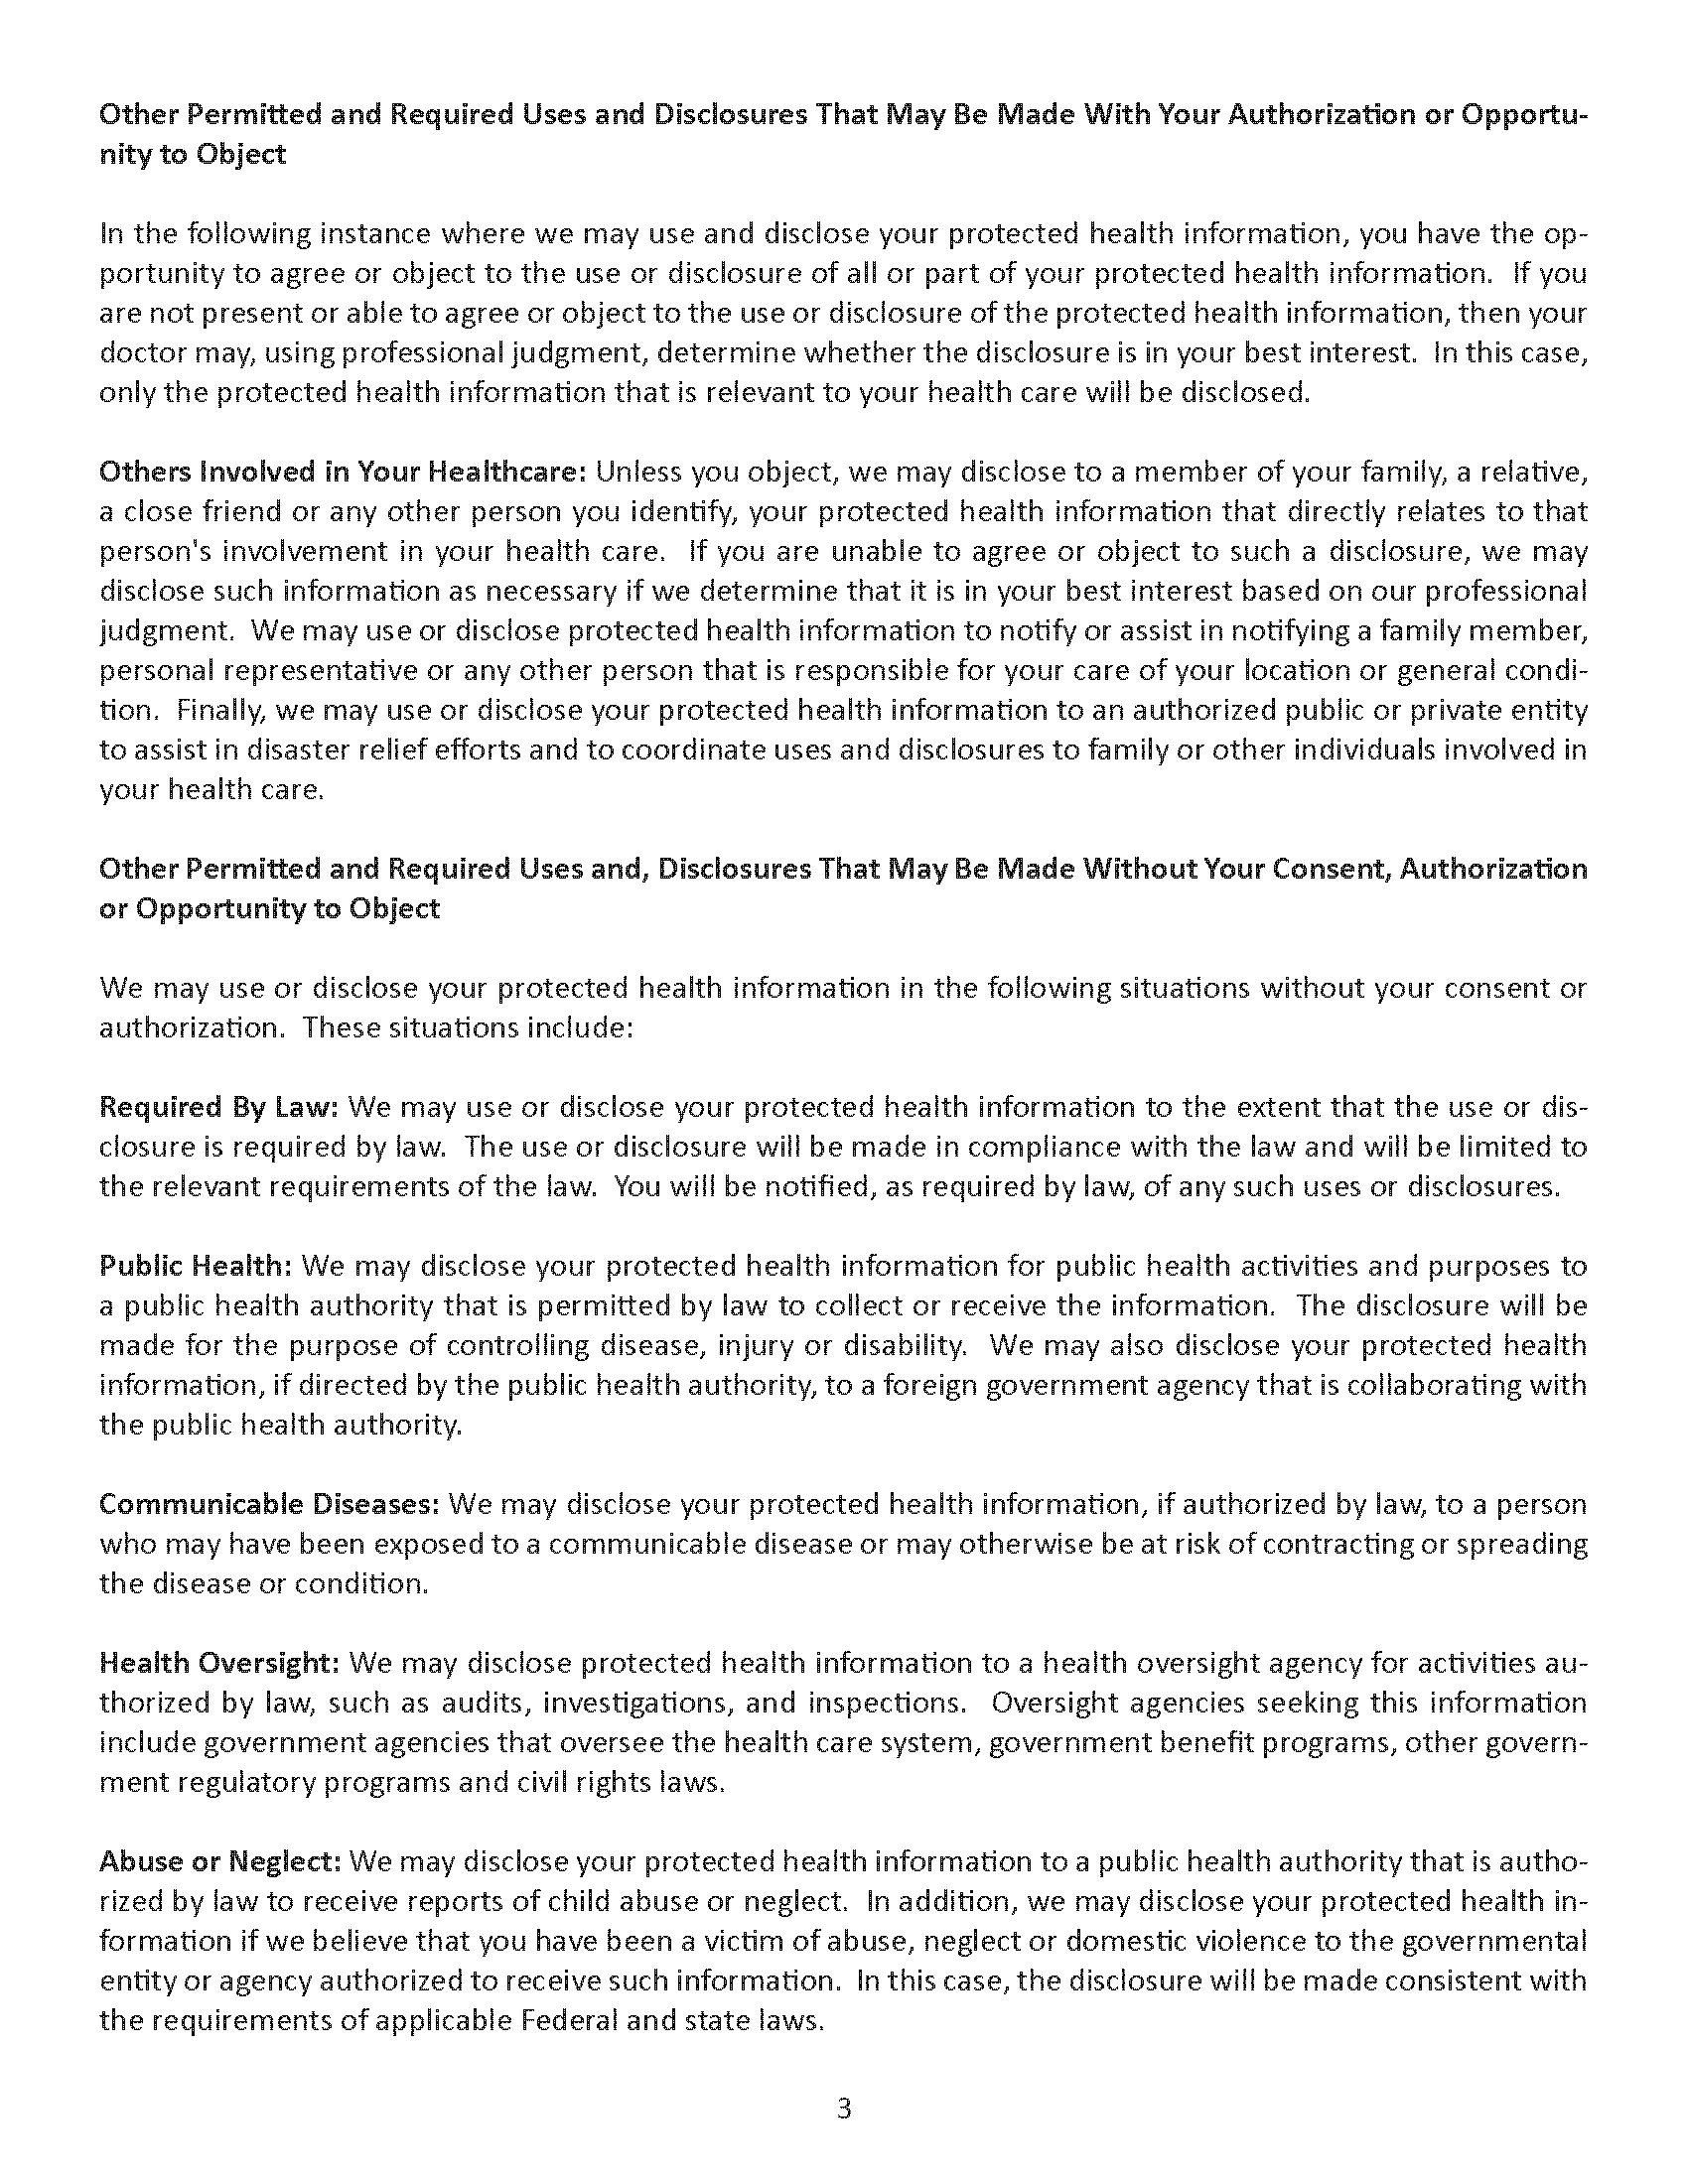 Other Permitted and Required Uses and Disclosures That May Be Made With Your Authorization or Opportu-
nity to Object
In the following instance where we may use and disclose your protected health information, you have the op-
portunity to agree or object to the use or disclosure of all or part of your protected health information.  If you
are not present or able to agree or object to the use or disclosure of the protected health information, then your
doctor may, using professional judgment, determine whether the disclosure is in your best interest.  In this case,
only the protected health information that is relevant to your health care will be disclosed.
Others Involved in Your Healthcare: Unless you object, we may disclose to a member of your family, a relative,
a close friend or any other person you identify, your protected health information that directly relates to that
person's involvement in your health care.  If you are unable to agree or object to such a disclosure, we may
disclose such information as necessary if we determine that it is in your best interest based on our professional
judgment.  We may use or disclose protected health information to notify or assist in notifying a family member,
personal representative or any other person that is responsible for your care of your location or general condi-
tion.  Finally, we may use or disclose your protected health information to an authorized public or private entity
to assist in disaster relief efforts and to coordinate uses and disclosures to family or other individuals involved in
your health care.
Other Permitted and Required Uses and, Disclosures That May Be Made Without Your Consent, Authorization
or Opportunity to Object
We may use or disclose your protected health information in the following situations without your consent or
authorization.  These situations include:
Required By Law: We may use or disclose your protected health information to the extent that the use or dis-
closure is required by law.  The use or disclosure will be made in compliance with the law and will be limited to
the relevant requirements of the law.  You will be notified, as required by law, of any such uses or disclosures.
Public Health: We may disclose your protected health information for public health activities and purposes to
a public health authority that is permitted by law to collect or receive the information.  The disclosure will be
made for the purpose of controlling disease, injury or disability.  We may also disclose your protected health
information, if directed by the public health authority, to a foreign government agency that is collaborating with
the public health authority.
Communicable Diseases: We may disclose your protected health information, if authorized by law, to a person
who may have been exposed to a communicable disease or may otherwise be at risk of contracting or spreading
the disease or condition.
Health Oversight: We may disclose protected health information to a health oversight agency for activities au-
thorized by law, such as audits, investigations, and inspections.  Oversight agencies seeking this information
include government agencies that oversee the health care system, government benefit programs, other govern-
ment regulatory programs and civil rights laws.
Abuse or Neglect: We may disclose your protected health information to a public health authority that is autho-
rized by law to receive reports of child abuse or neglect.  In addition, we may disclose your protected health in-
formation if we believe that you have been a victim of abuse, neglect or domestic violence to the governmental
entity or agency authorized to receive such information.  In this case, the disclosure will be made consistent with
the requirements of applicable Federal and state laws.
3